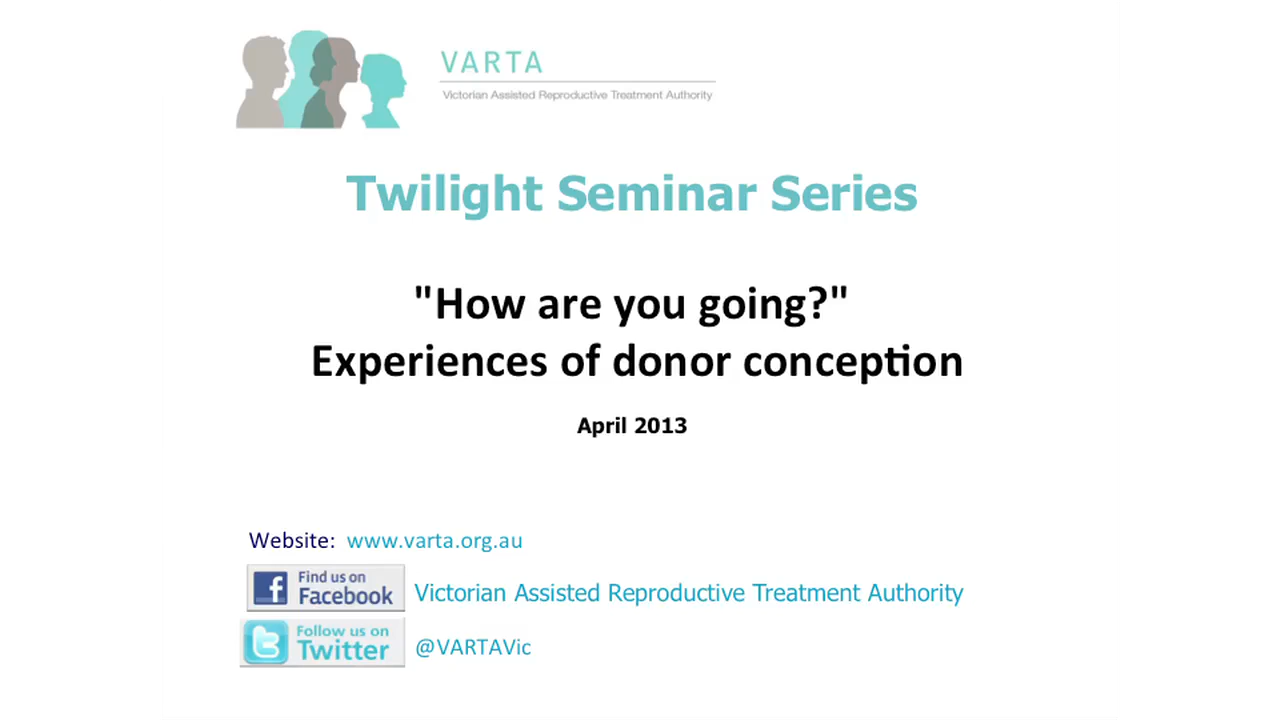 VARTA
Victorian Assisted Reproductive Treatment Authority
Twilight Seminar Series
"How are you going?"
Experiences of donor conception
April 2013
Website: www.varta.org.au
Find us on
Facebook
Victorian Assisted Reproductive Treatment Authority
Follow us on
Twitter
@VARTAVic